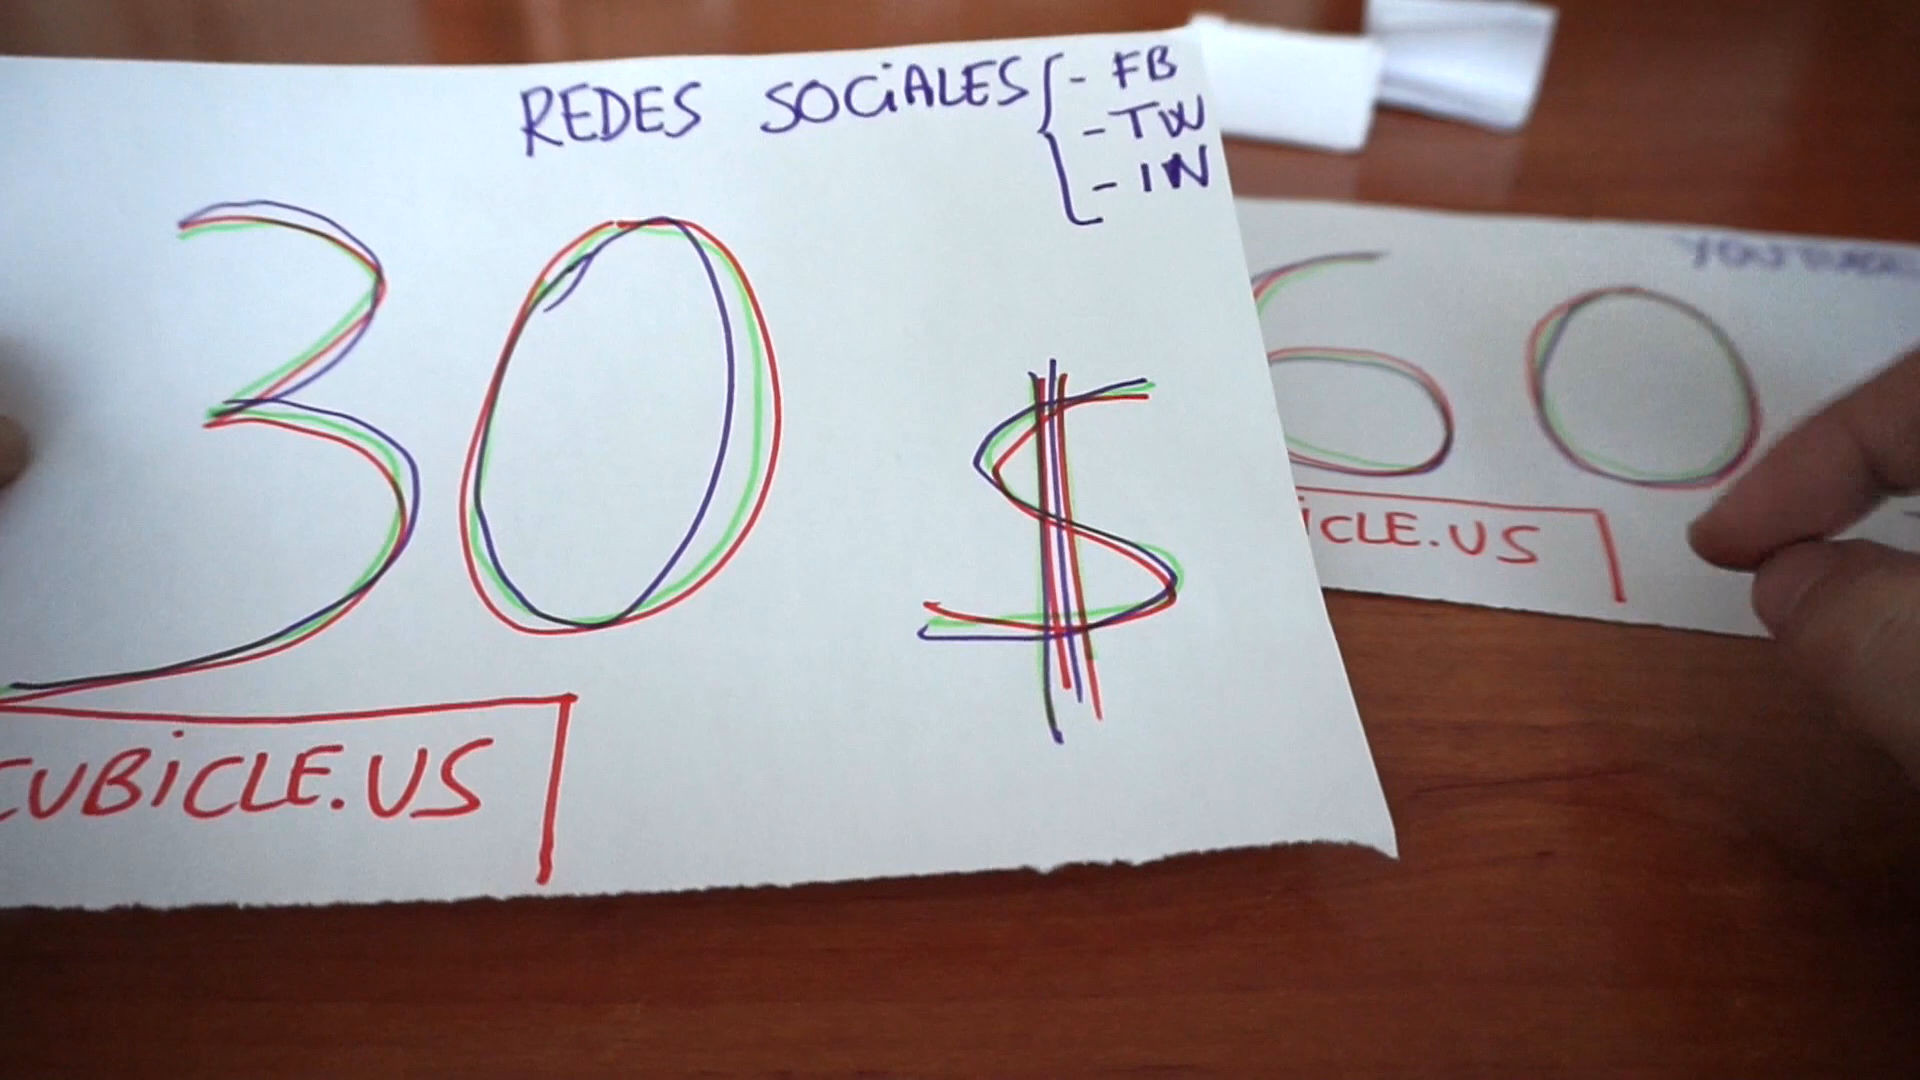 REDES SOCIALES
- FB
- TW
- IN
30 $
CUBICLE.US
60
ICLE.US